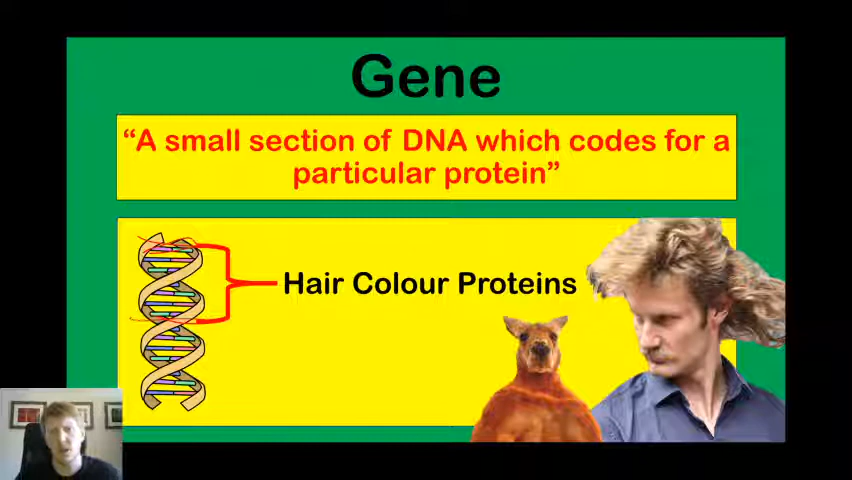 Gene
“A small section of DNA which codes for a
particular protein”
Hair Colour Proteins